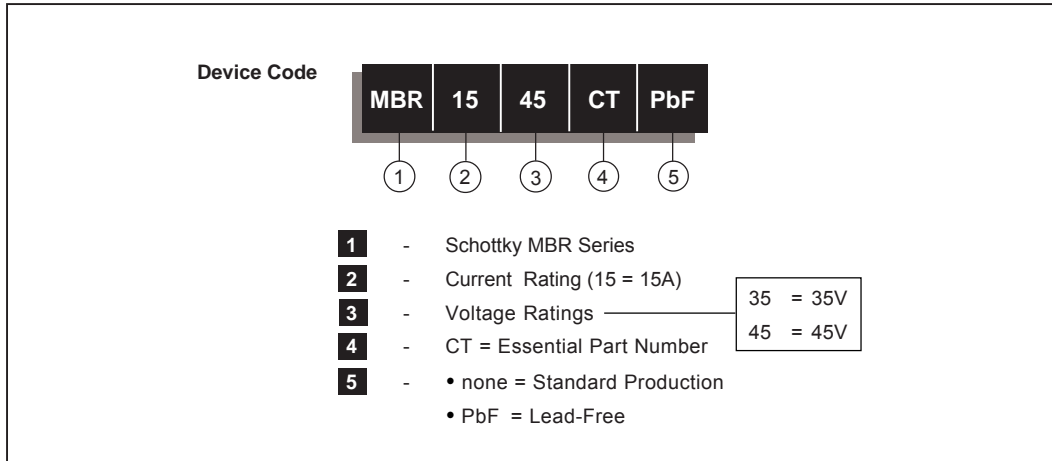 Device Code
MBR 15 45 CT PbF
1 2 3 4 5
1 - Schottky MBR Series
2 - Current Rating (15 = 15A)
3 - Voltage Ratings
35 = 35V
45 = 45V
4 - CT = Essential Part Number
5 - • none = Standard Production
• PbF = Lead-Free